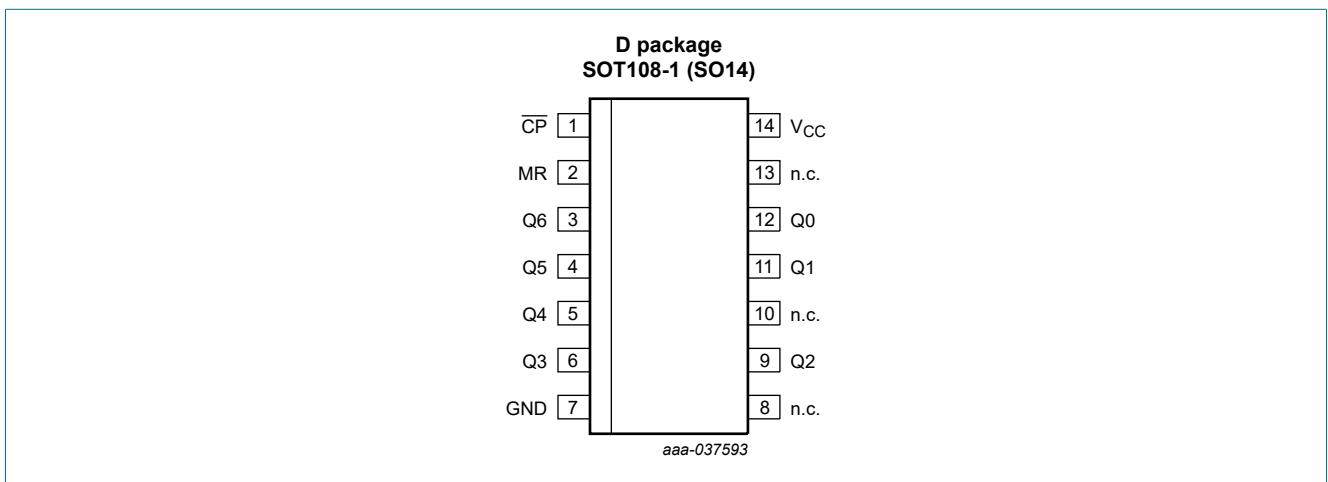 D package
SOT108-1 (SO14)
C̅P̅ 1 14 VCC
MR 2 13 n.c.
Q6 3 12 Q0
Q5 4 11 Q1
Q4 5 10 n.c.
Q3 6 9 Q2
GND 7 8 n.c.
aaa-037593